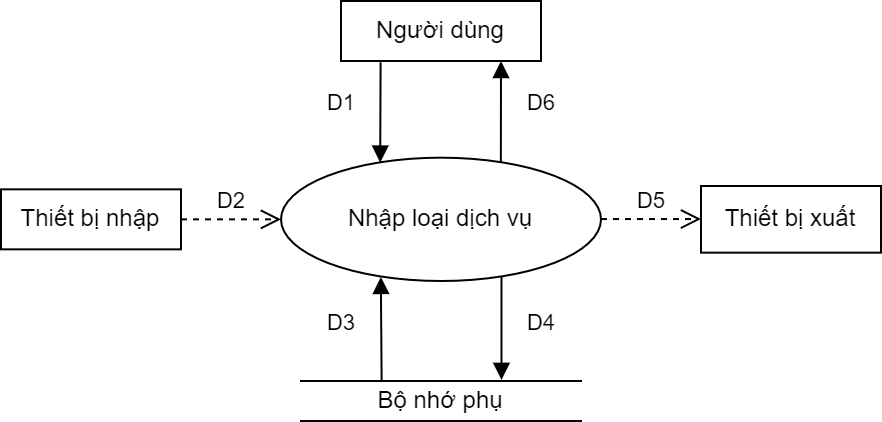 Người dùng
D1
D6
Thiết bị nhập
D2
Nhập loại dịch vụ
D5
Thiết bị xuất
D3
D4
Bộ nhớ phụ